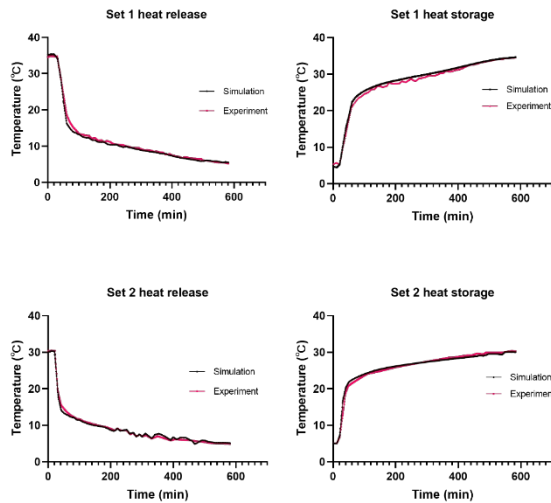 Set 1 heat release
Temperature (℃)
40
30
20
10
0
0
200
400
600
Time (min)
Simulation
Experiment
Set 1 heat storage
Temperature (℃)
40
30
20
10
0
0
200
400
600
Time (min)
Simulation
Experiment
Set 2 heat release
Temperature (℃)
40
30
20
10
0
0
200
400
600
Time (min)
Simulation
Experiment
Set 2 heat storage
Temperature (℃)
40
30
20
10
0
0
200
400
600
Time (min)
Simulation
Experiment